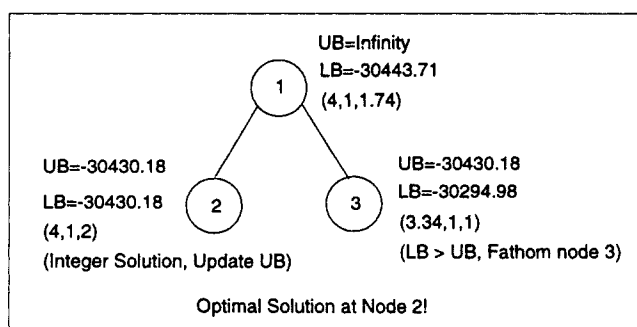 UB=Infinity
LB=-30443.71
1
(4,1,1.74)
UB=-30430.18
LB=-30430.18
2
(4,1,2)
(Integer Solution, Update UB)
UB=-30430.18
3
LB=-30294.98
(3.34,1,1)
(LB > UB, Fathom node 3)
Optimal Solution at Node 2!